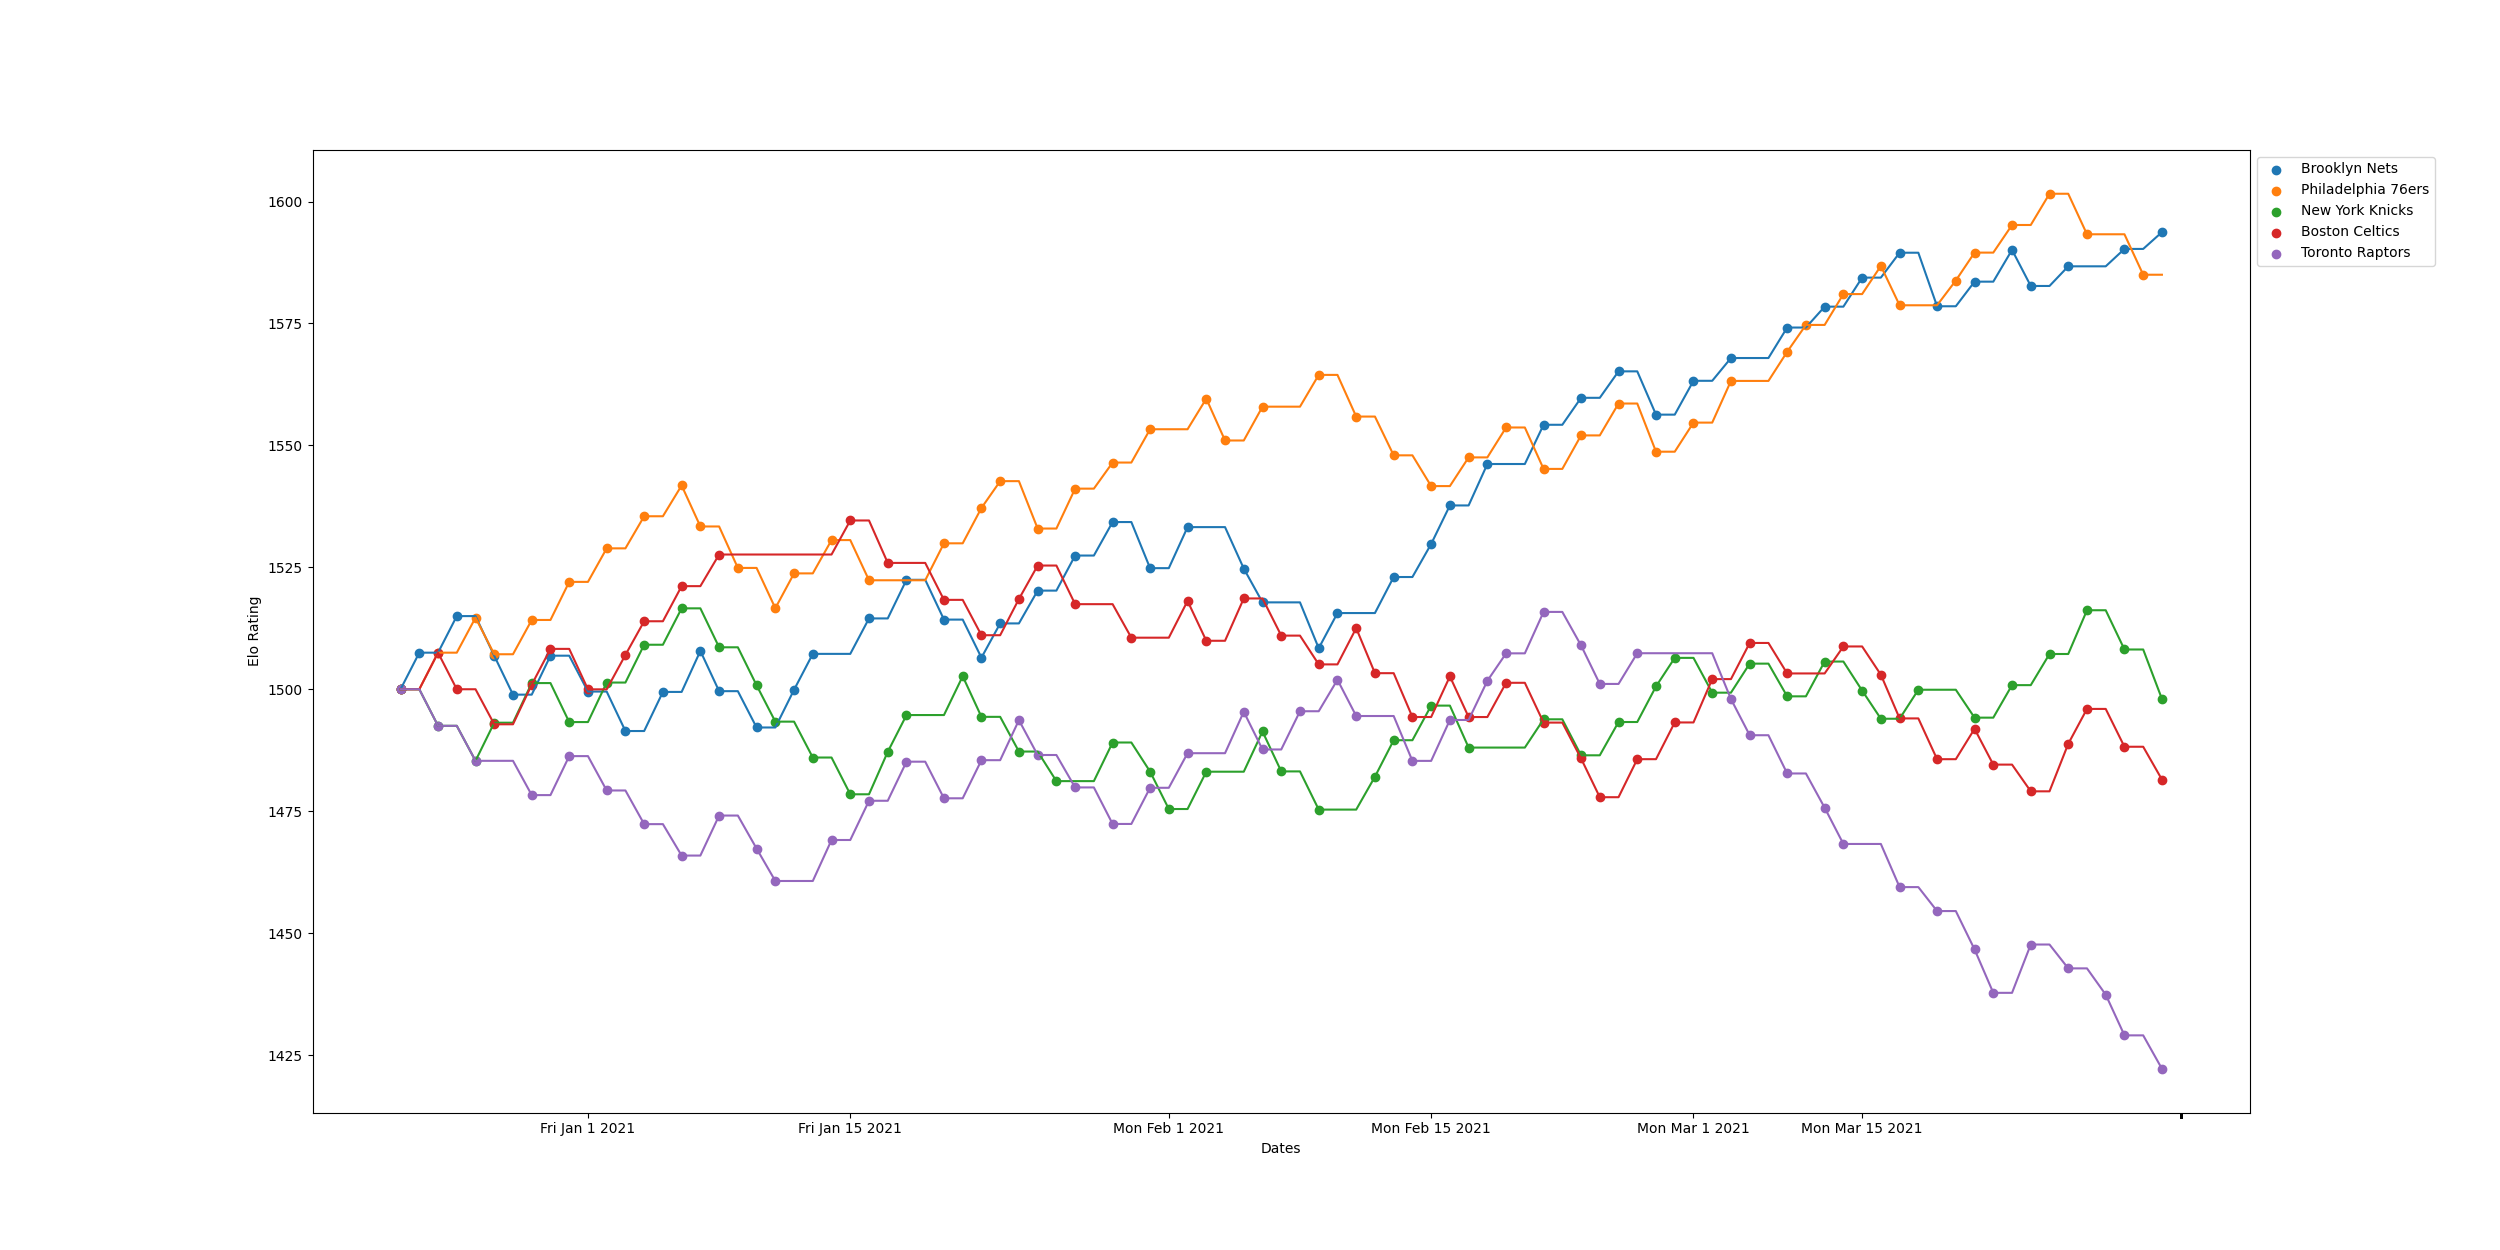 Brooklyn Nets
Philadelphia 76ers
New York Knicks
Boston Celtics
Toronto Raptors
1600
1575
1550
1525
1500
1475
1450
1425
Elo Rating
Fri Jan 1 2021
Fri Jan 15 2021
Mon Feb 1 2021
Mon Feb 15 2021
Mon Mar 1 2021
Mon Mar 15 2021
Dates